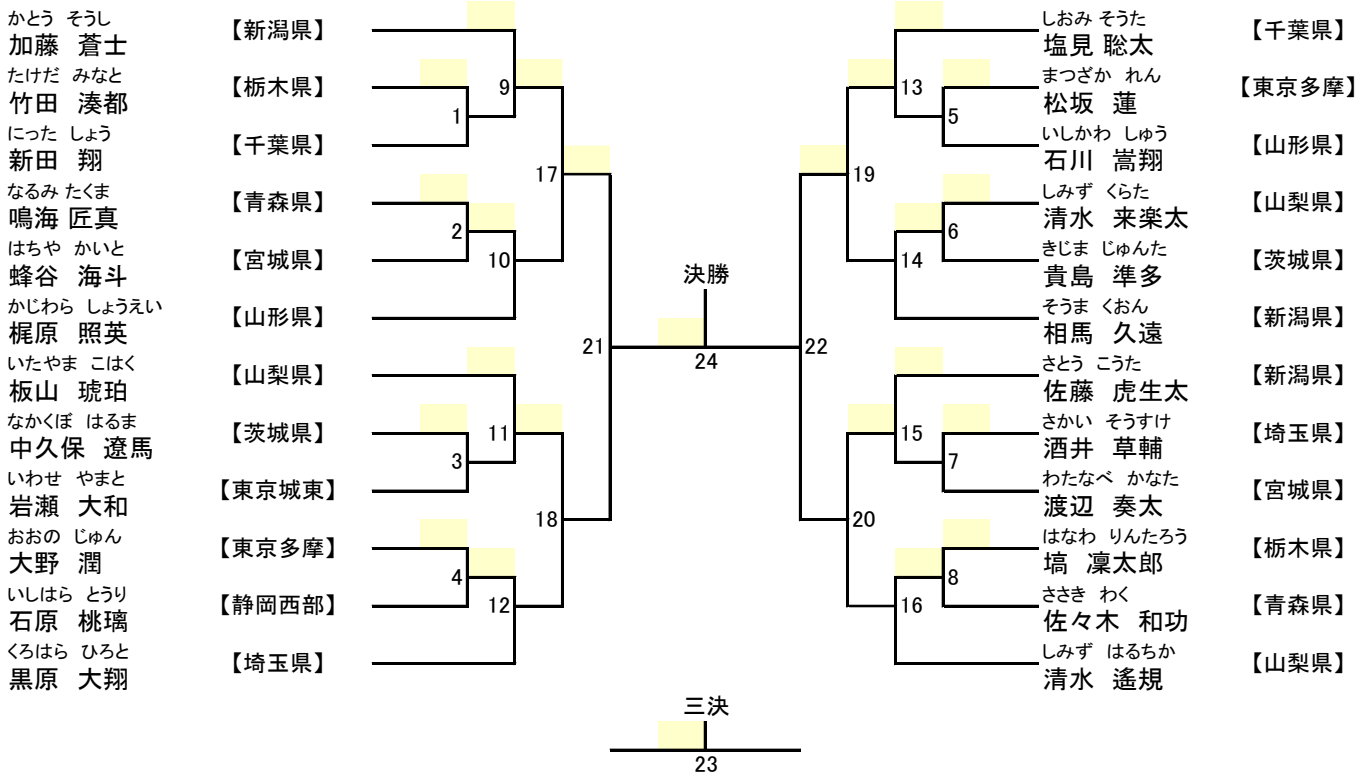 かとう そうし
加藤 蒼士 【新潟県】
たけだ みなと
竹田 湊都 【栃木県】
にった しょう
新田 翔 【千葉県】
なるみ たくま
鳴海 匠真 【青森県】
はちや かいと
蜂谷 海斗 【宮城県】
かじわら しょうえい
梶原 照英 【山形県】
いたやま こはく
板山 琥珀 【山梨県】
なかくぼ はるま
中久保 遼馬 【茨城県】
いわせ やまと
岩瀬 大和 【東京城東】
おおの じゅん
大野 潤 【東京多摩】
いしはら とうり
石原 桃璃 【静岡西部】
くろはら ひろと
黒原 大翔 【埼玉県】
1
2
3
4
9
10
11
12
17
18
21
決勝
24
22
19
20
13
14
15
16
5
6
7
8
しおみ そうた
塩見 聡太 【千葉県】
まつざか れん
松坂 蓮 【東京多摩】
いしかわ しゅう
石川 嵩翔 【山形県】
しみず くらた
清水 来楽太 【山梨県】
きじま じゅんた
貴島 準多 【茨城県】
そうま くおん
相馬 久遠 【新潟県】
さとう こうた
佐藤 虎生太 【新潟県】
さかい そうすけ
酒井 草輔 【埼玉県】
わたなべ かなた
渡辺 奏太 【宮城県】
はなわ りんたろう
塙 凜太郎 【栃木県】
ささき わく
佐々木 和功 【青森県】
しみず はるちか
清水 遙規 【山梨県】
三決
23